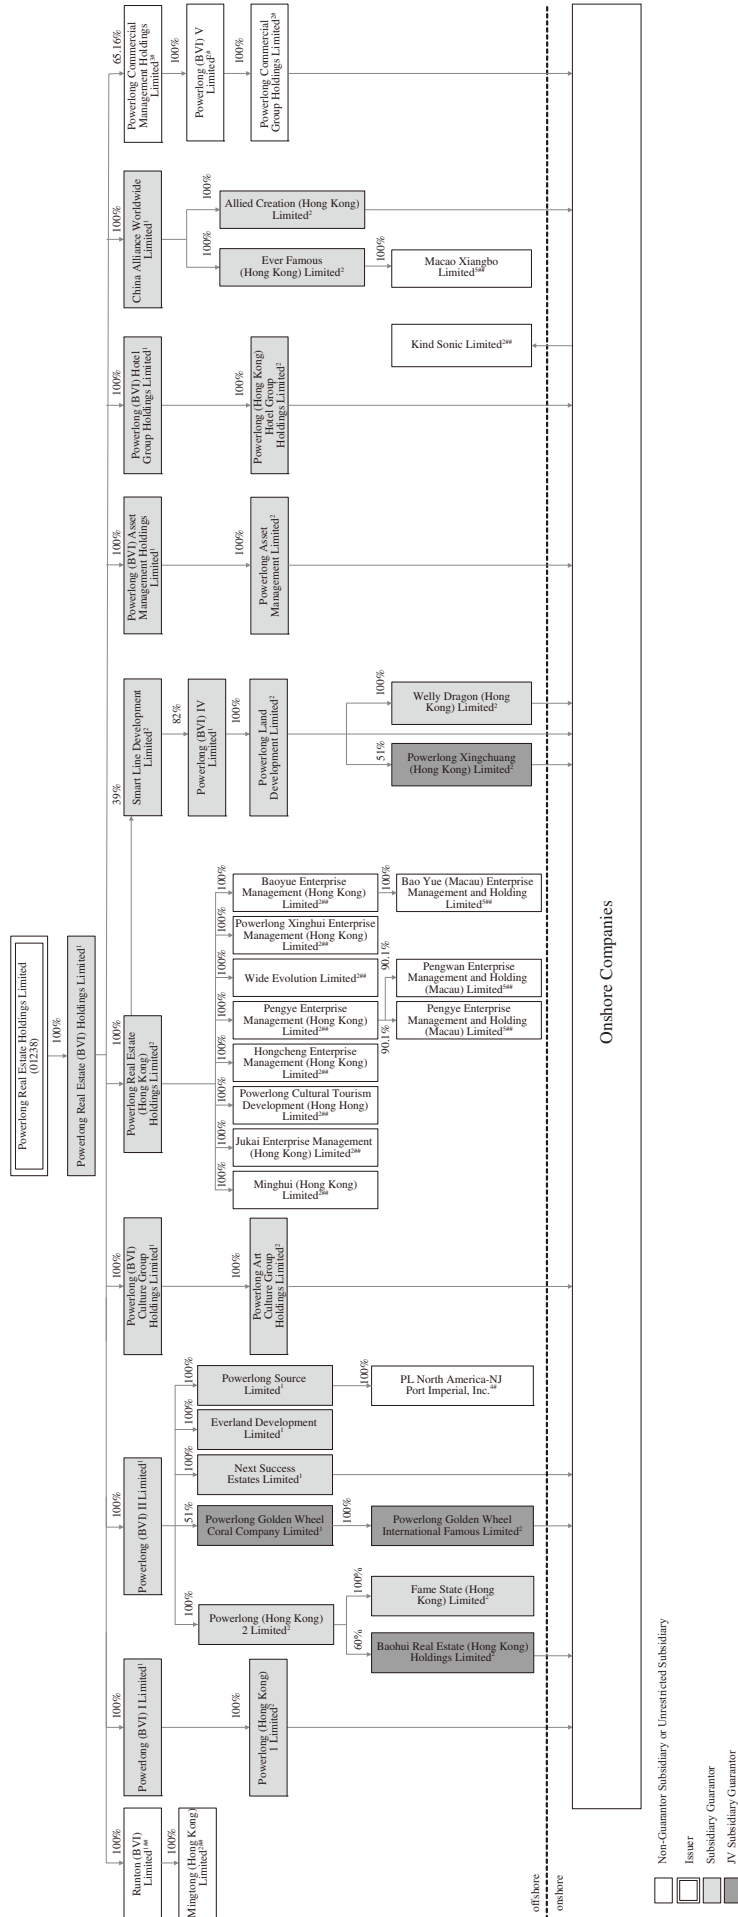 Powerlong Real Estate Holdings Limited
(01238)
100%
Powerlong Real Estate (BVI) Holdings Limited¹
100%
Runton (BVI)
Limited¹##
100%
Mingtong (Hong Kong)
Limited²##
100%
Powerlong (BVI) I Limited¹
100%
Powerlong (Hong Kong)
1 Limited²
100%
Powerlong (BVI) II Limited¹
100%
Powerlong (Hong Kong)
2 Limited²
60%
Baohui Real Estate (Hong Kong)
Holdings Limited²
100%
Fame State (Hong
Kong) Limited²
51%
Powerlong Golden Wheel
Coral Company Limited¹
100%
Powerlong Golden Wheel
International Famous Limited²
100%
Next Success
Estates Limited¹
100%
Everland Development
Limited¹
100%
Powerlong Source
Limited¹
100%
PL North America-NJ
Port Imperial, Inc.⁴#
100%
Powerlong (BVI)
Culture Group
Holdings Limited¹
100%
Powerlong Art
Culture Group
Holdings Limited²
100%
Powerlong Real Estate
(Hong Kong)
Holdings Limited²
100%
Minghui (Hong Kong)
Limited²##
100%
Jukai Enterprise Management
(Hong Kong) Limited²##
100%
Powerlong Cultural Tourism
Development (Hong Hong)
Limited²##
100%
Hongcheng Enterprise
Management (Hong Kong)
Limited²##
100%
Pengye Enterprise
Management (Hong Kong)
Limited²##
90.1%
Pengye Enterprise
Management and Holding
(Macau) Limited⁵##
90.1%
Pengwan Enterprise
Management and Holding
(Macau) Limited⁵##
100%
Wide Evolution Limited²##
100%
Powerlong Xinghui Enterprise
Management (Hong Kong)
Limited²##
100%
Baoyue Enterprise
Management (Hong Kong)
Limited²##
100%
Bao Yue (Macau) Enterprise
Management and Holding
Limited⁵##
39%
Smart Line Development
Limited²
82%
Powerlong (BVI) IV
Limited¹
100%
Powerlong Land
Development Limited²
51%
Powerlong Xingchuang
(Hong Kong) Limited²
100%
Welly Dragon (Hong
Kong) Limited²
100%
Powerlong (BVI) Asset
Management Holdings
Limited¹
100%
Powerlong Asset
Management Limited²
100%
Powerlong (BVI) Hotel
Group Holdings Limited¹
100%
Powerlong (Hong Kong)
Hotel Group
Holdings Limited²
Kind Sonic Limited²##
100%
China Alliance Worldwide
Limited¹
100%
Ever Famous
(Hong Kong) Limited²
100%
Macao Xiangbo
Limited⁵##
100%
Allied Creation (Hong Kong)
Limited²
65.16%
Powerlong Commercial
Management Holdings
Limited³#
100%
Powerlong (BVI) V
Limited²#
100%
Powerlong Commercial
Group Holdings Limited²#
offshore
onshore
Onshore Companies
Non-Guarantor Subsidiary or Unrestricted Subsidiary
Issuer
Subsidiary Guarantor
JV Subsidiary Guarantor